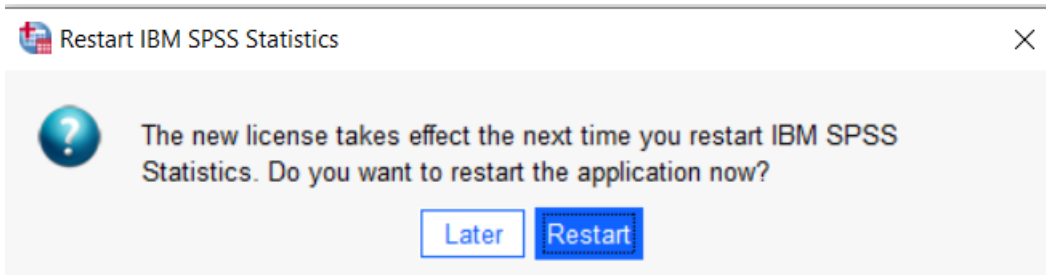 Restart IBM SPSS Statistics
The new license takes effect the next time you restart IBM SPSS
Statistics. Do you want to restart the application now?
Later Restart